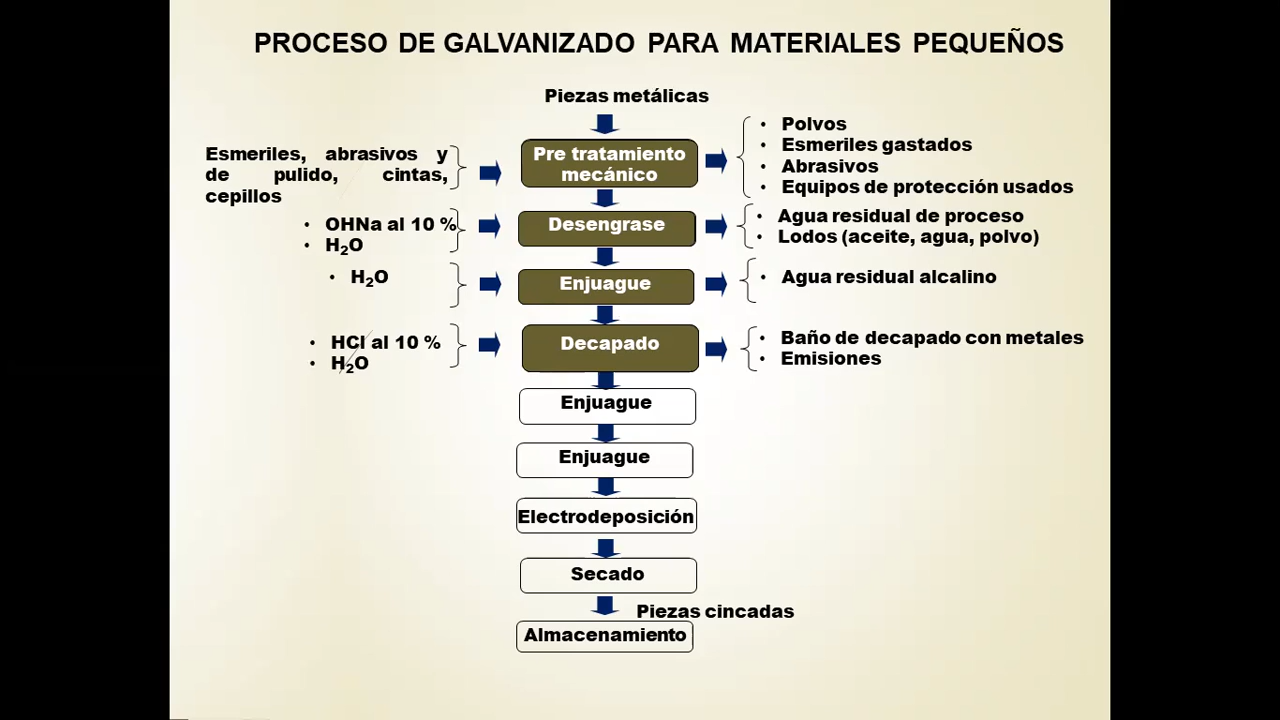 PROCESO DE GALVANIZADO PARA MATERIALES PEQUEÑOS
Piezas metálicas
Esmeriles, abrasivos y
de pulido, cintas,
cepillos
Pre tratamiento
mecánico
• Polvos
• Esmeriles gastados
• Abrasivos
• Equipos de protección usados
• OHNa al 10 %
• H₂O
Desengrase
• Agua residual de proceso
• Lodos (aceite, agua, polvo)
• H₂O
Enjuague
• Agua residual alcalino
• HCl al 10 %
• H₂O
Decapado
• Baño de decapado con metales
• Emisiones
Enjuague
Enjuague
Electrodeposición
Secado
Piezas cincadas
Almacenamiento